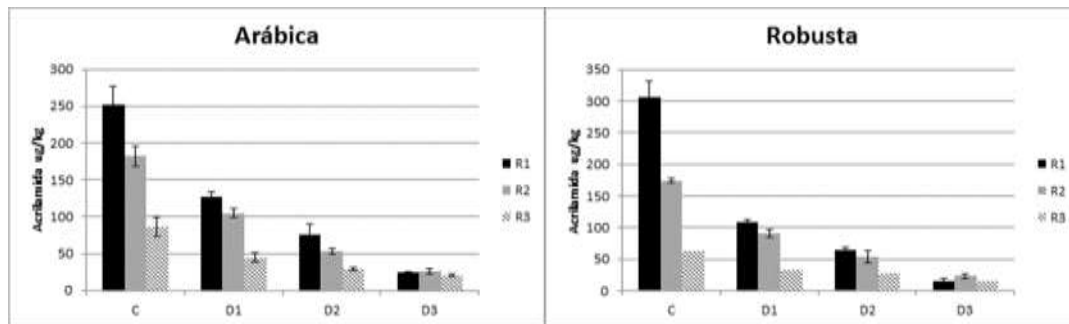 Arábica
300
250
200
150
100
50
0
Acrilamida ug/kg
C D1 D2 D3
R1
R2
R3
Robusta
350
300
250
200
150
100
50
0
Acrilamida ug/kg
C D1 D2 D3
R1
R2
R3